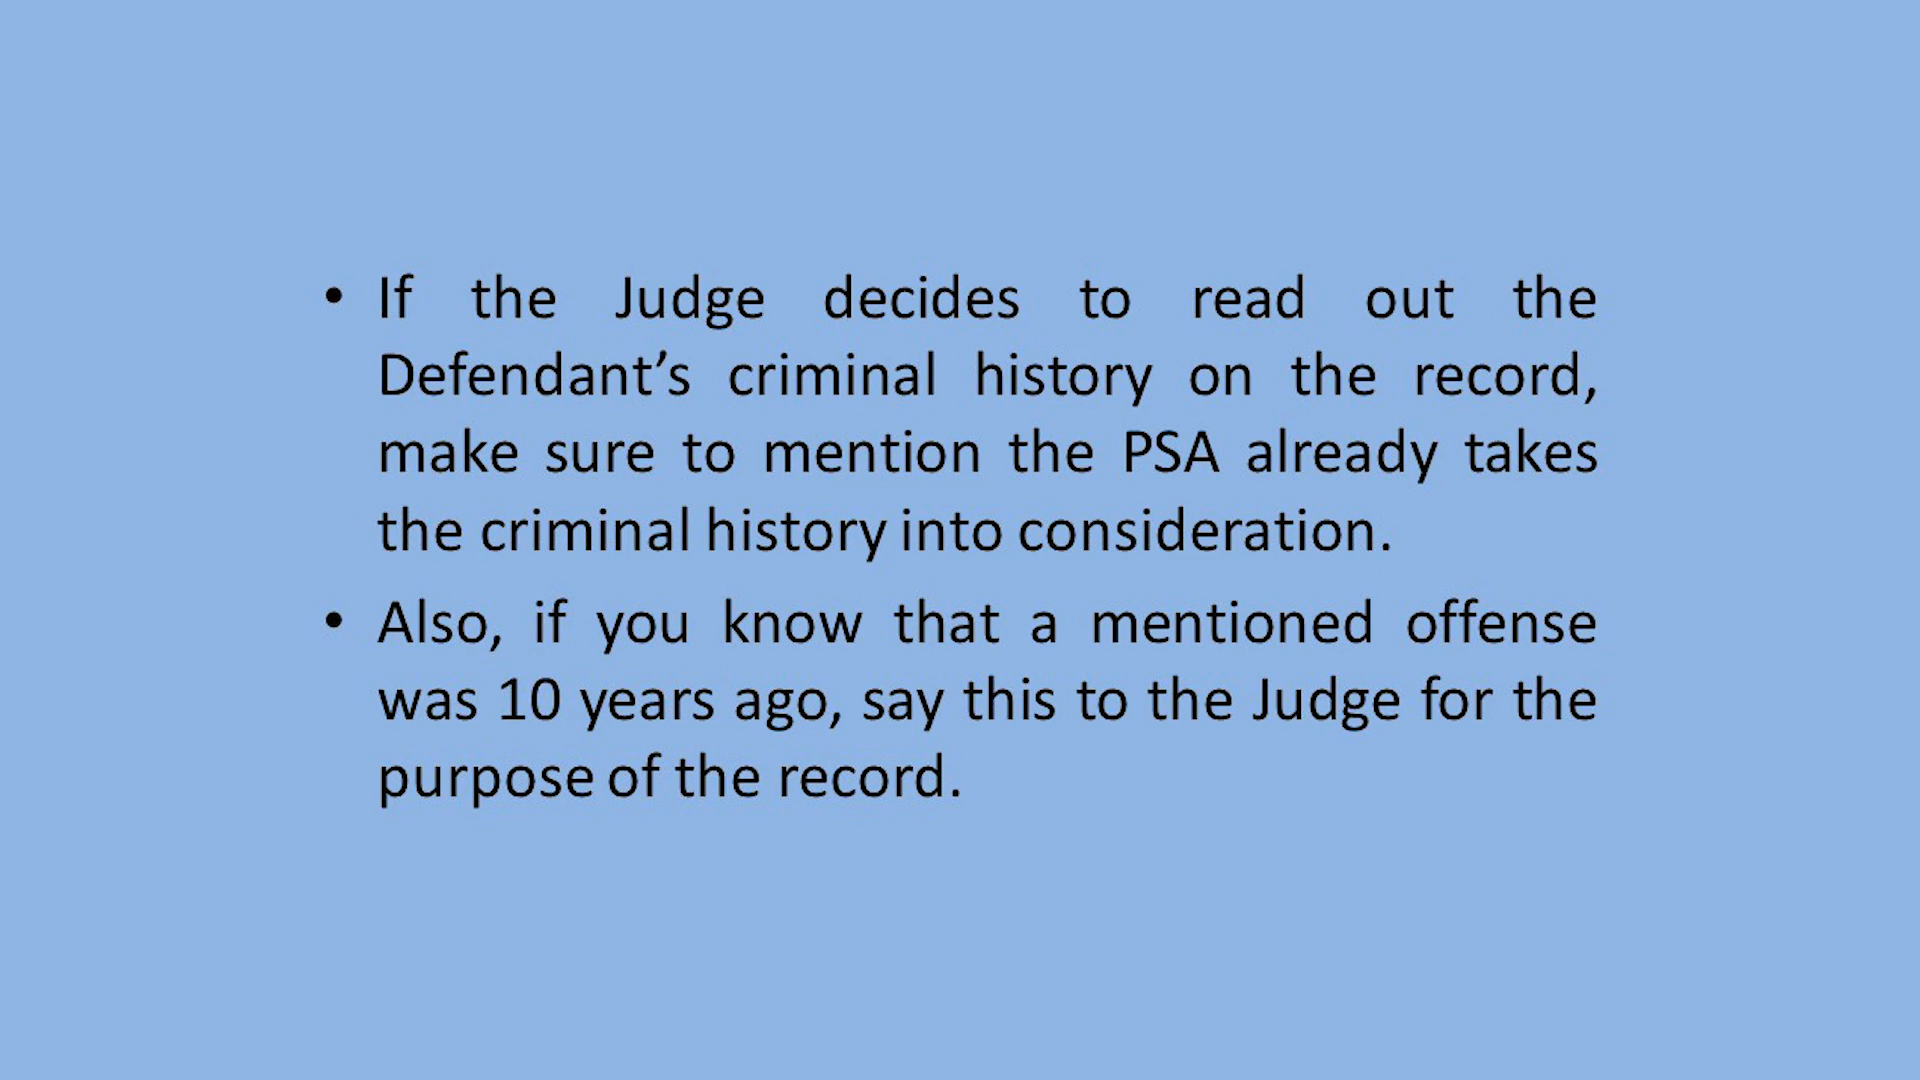 • If the Judge decides to read out the
Defendant’s criminal history on the record,
make sure to mention the PSA already takes
the criminal history into consideration.
• Also, if you know that a mentioned offense
was 10 years ago, say this to the Judge for the
purpose of the record.